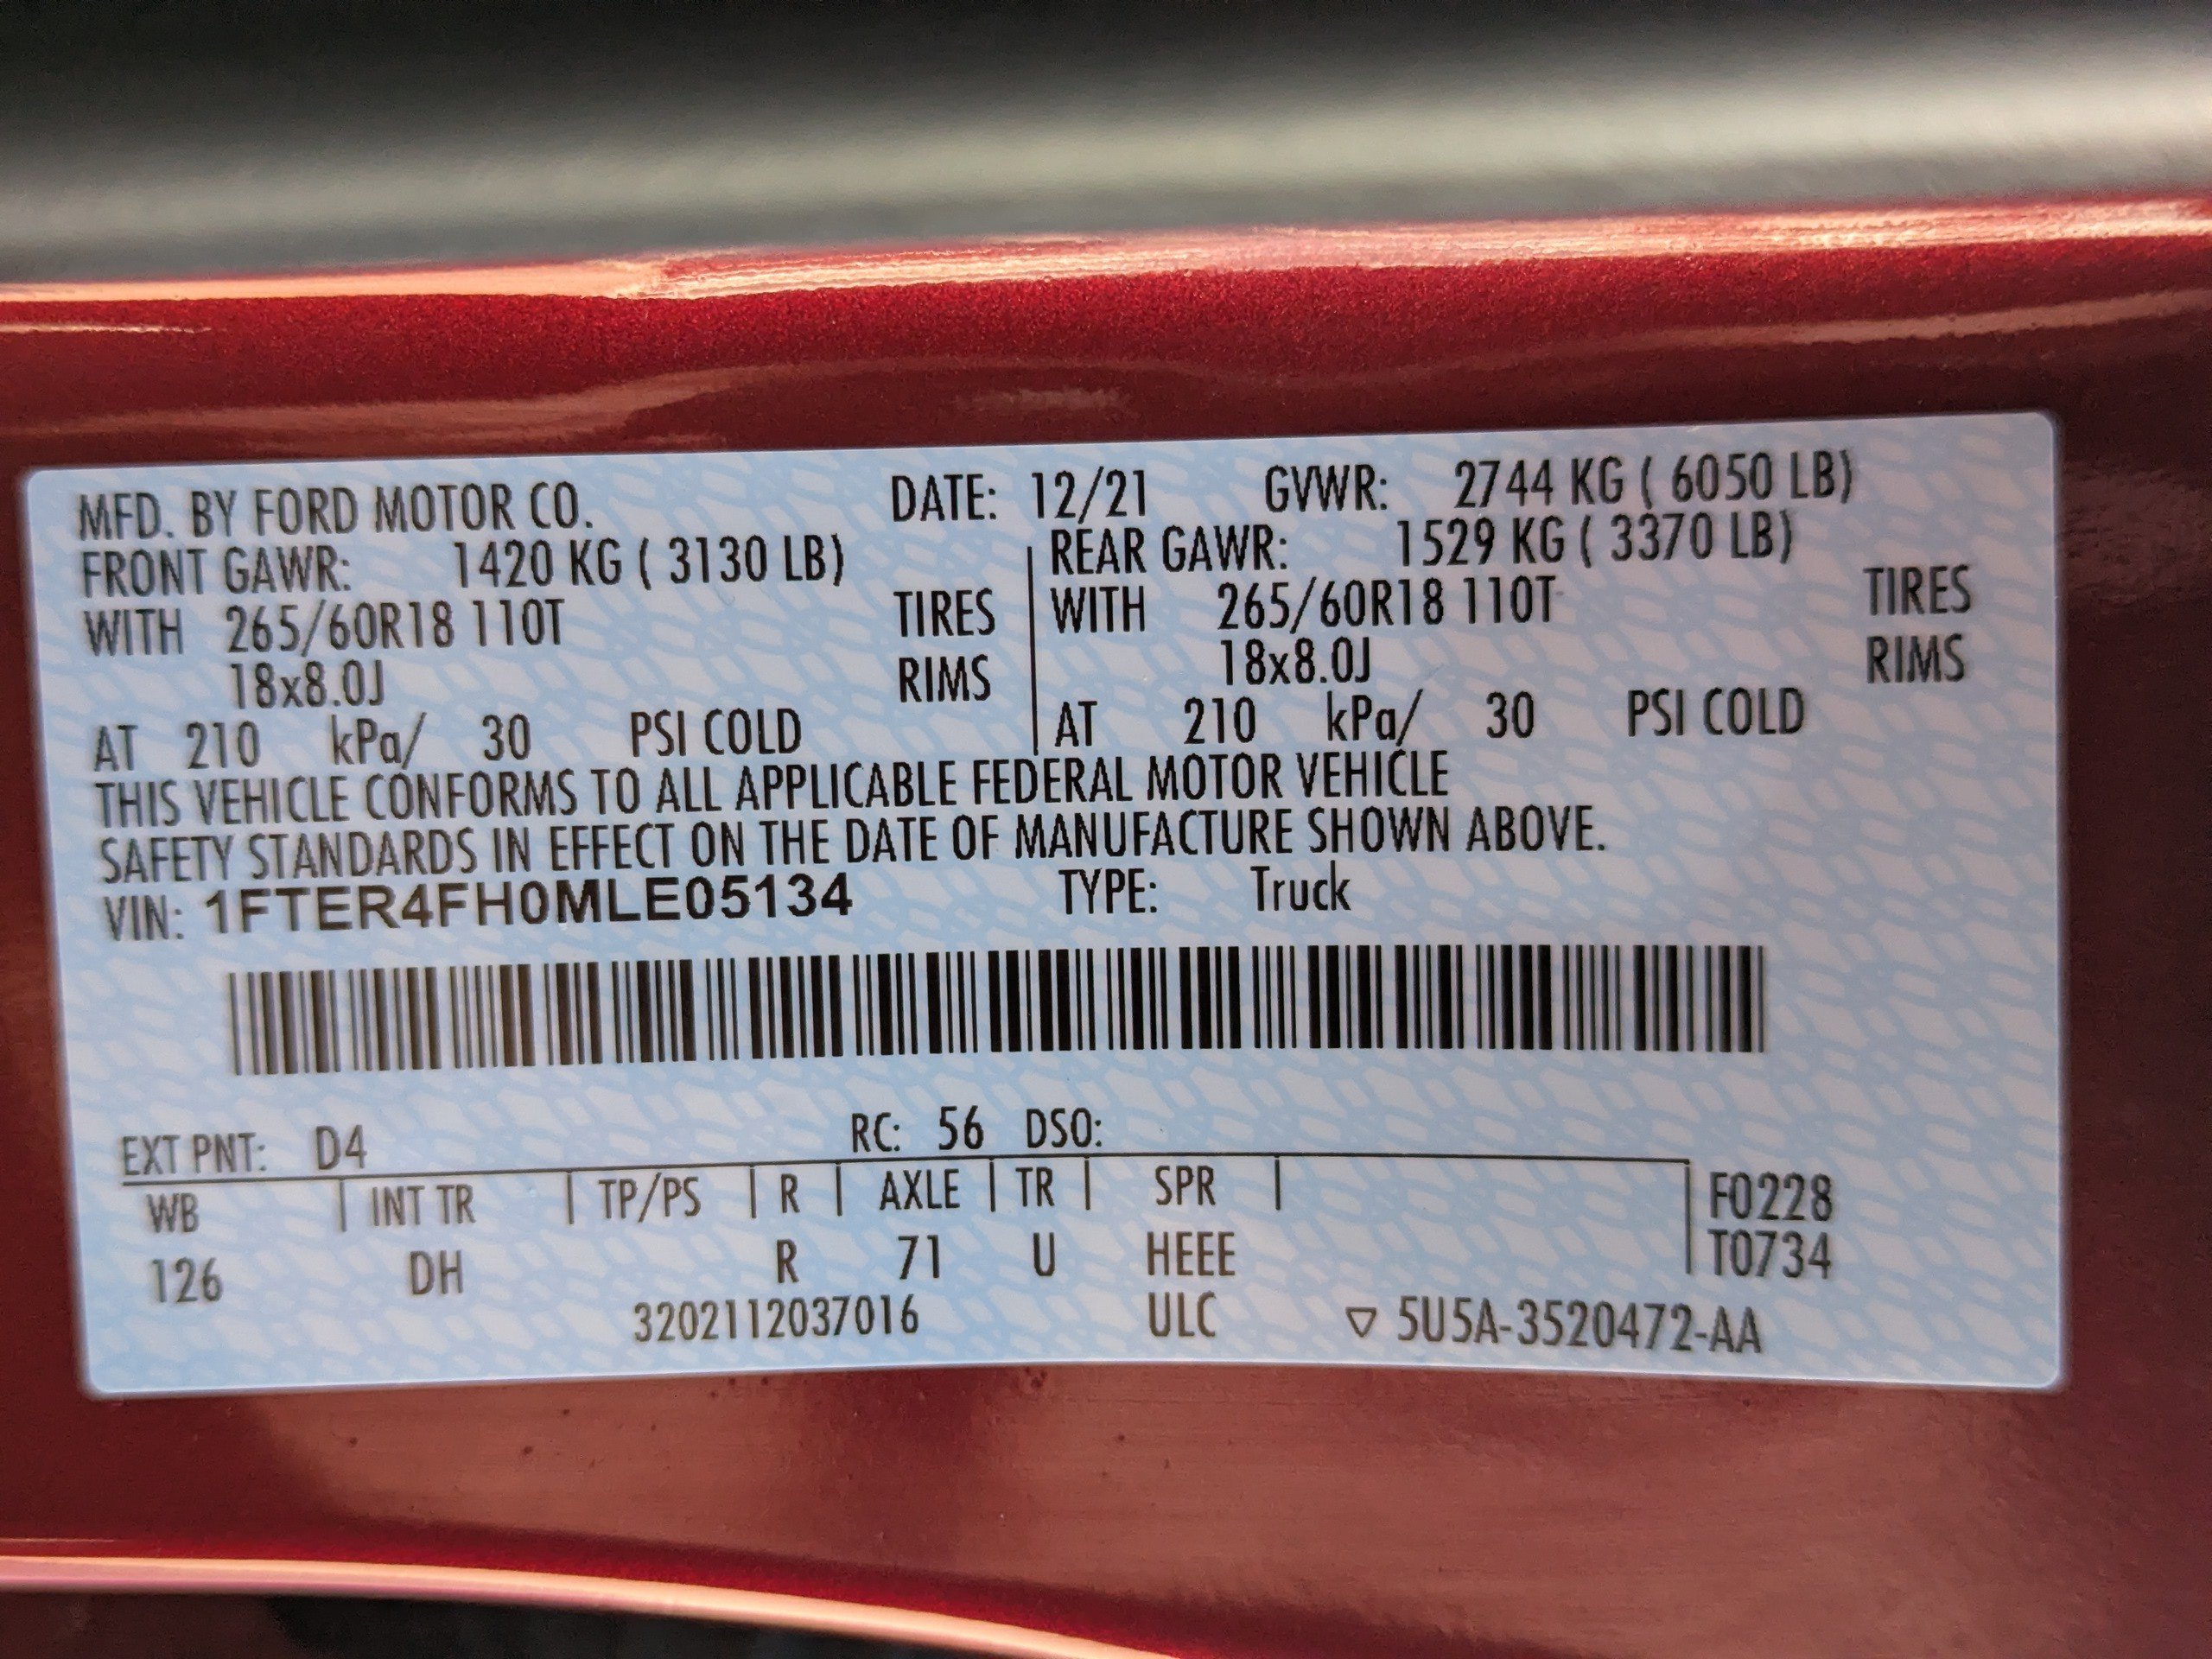 MFD. BY FORD MOTOR CO. DATE: 12/21 GVWR: 2744 KG ( 6050 LB)
FRONT GAWR: 1420 KG ( 3130 LB) REAR GAWR: 1529 KG ( 3370 LB)
WITH 265/60R18 110T TIRES WITH 265/60R18 110T TIRES
18x8.0J RIMS 18x8.0J RIMS
AT 210 kPa/ 30 PSI COLD AT 210 kPa/ 30 PSI COLD
THIS VEHICLE CONFORMS TO ALL APPLICABLE FEDERAL MOTOR VEHICLE
SAFETY STANDARDS IN EFFECT ON THE DATE OF MANUFACTURE SHOWN ABOVE.
VIN: 1FTER4FH0MLE05134 TYPE: Truck
EXT PNT: D4 RC: 56 DSO:
WB | INT TR | TP/PS | R | AXLE | TR | SPR | F0228
126 DH R 71 U HEEE T0734
3202112037016 ULC ▽ 5U5A-3520472-AA